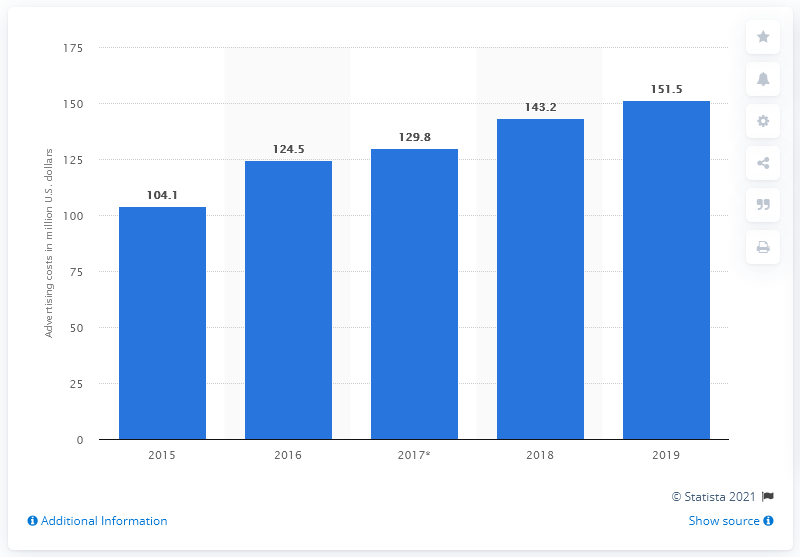 175
150
125
100
75
50
25
0
Advertising costs in million U.S. dollars
104.1
124.5
129.8
143.2
151.5
2015 2016 2017* 2018 2019
© Statista 2021
Additional Information
Show source